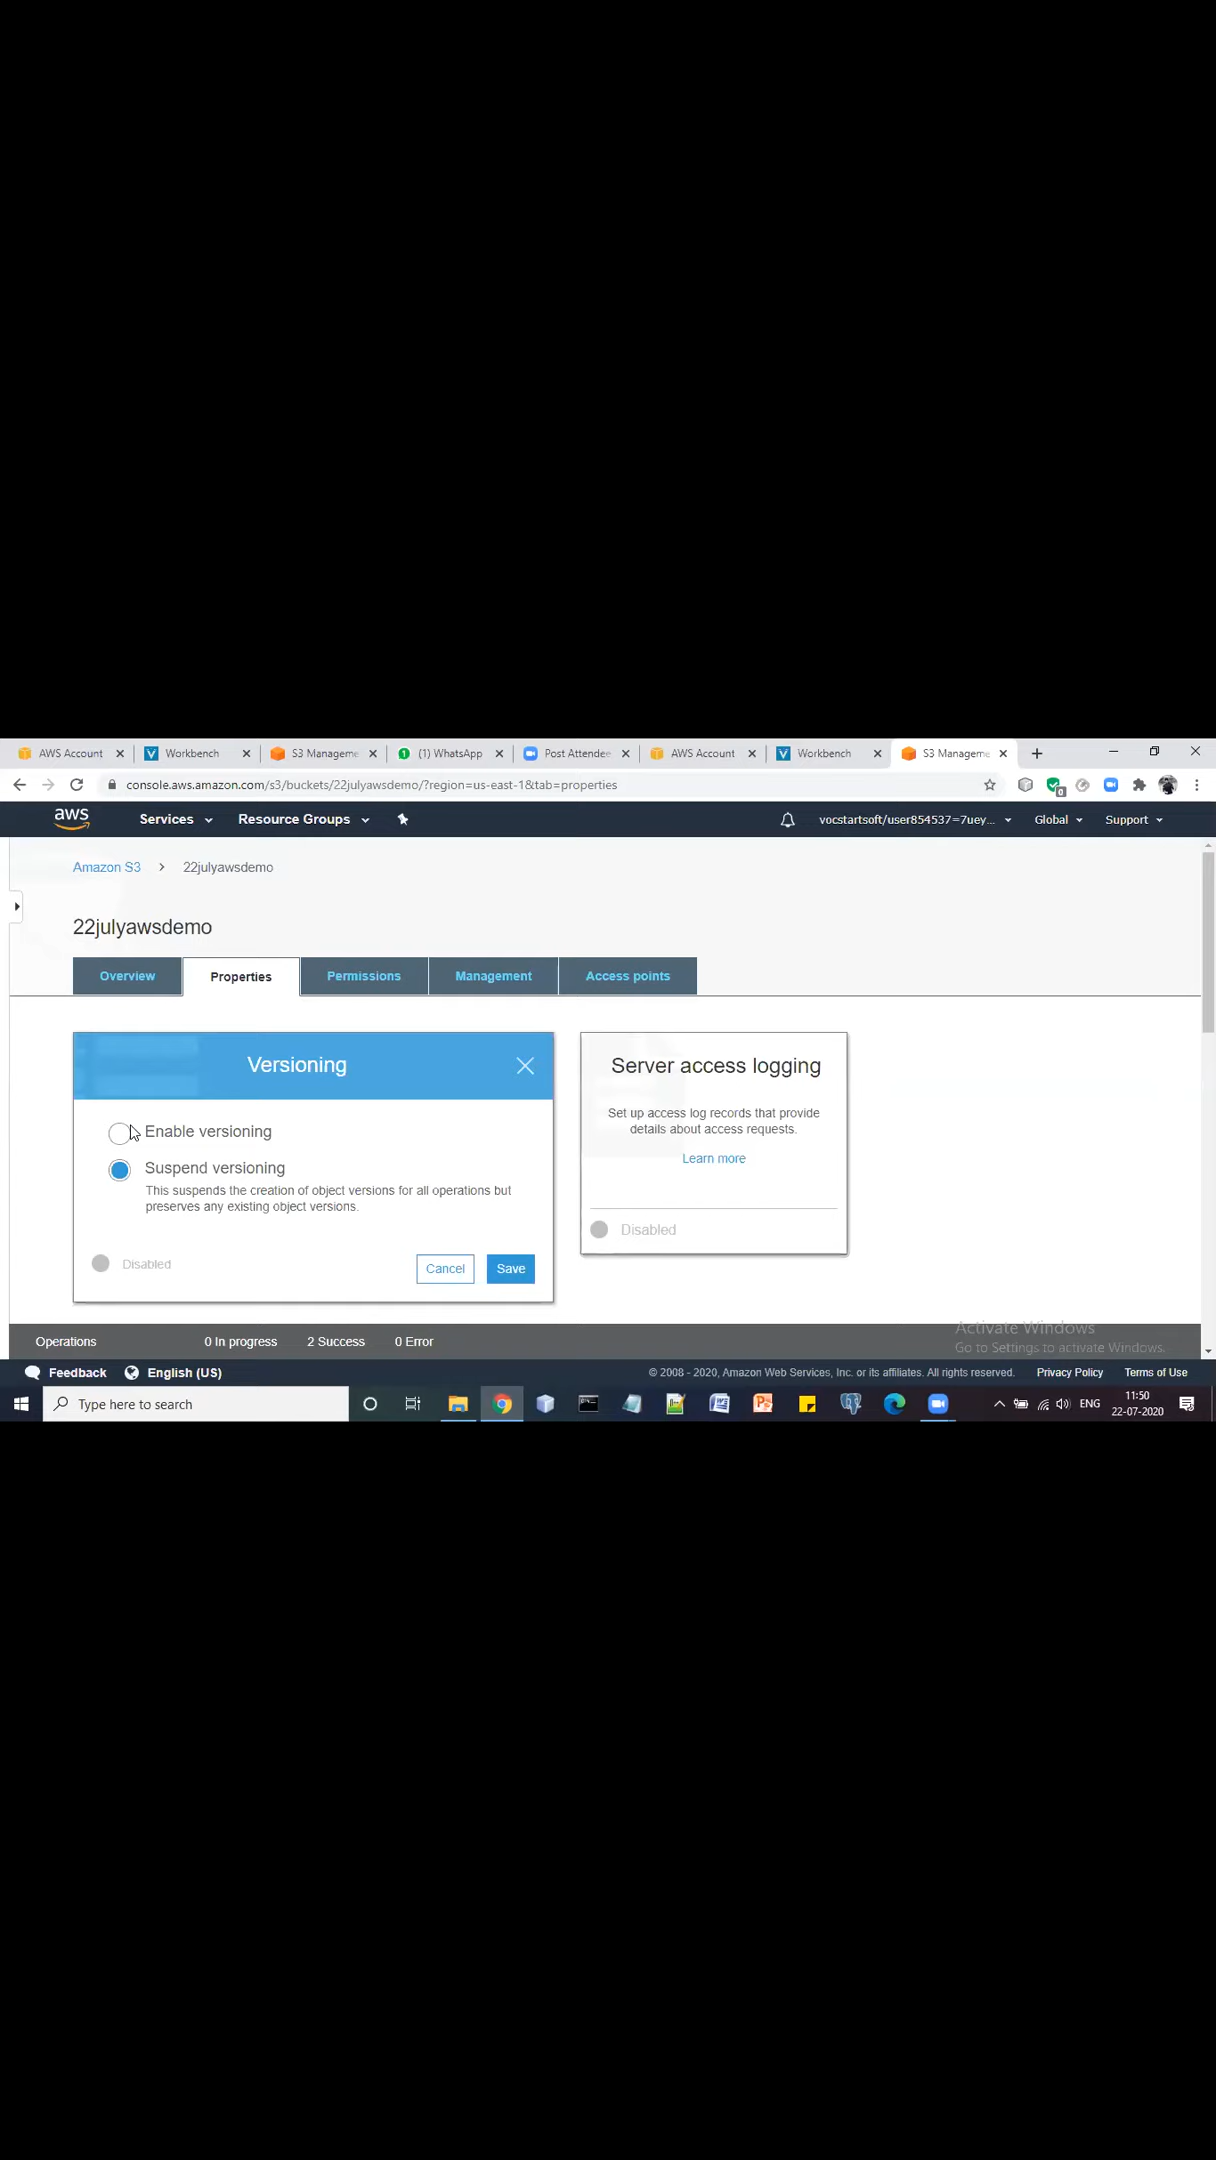 AWS Account
Workbench
S3 Manageme
(1) WhatsApp
Post Attendee
AWS Account
Workbench
S3 Manageme
console.aws.amazon.com/s3/buckets/22julyawsdemo/?region=us-east-1&tab=properties
aws
Services
Resource Groups
vocstartsoft/user854537=7uey...
Global
Support
Amazon S3 > 22julyawsdemo
22julyawsdemo
Overview
Properties
Permissions
Management
Access points
Versioning
Enable versioning
Suspend versioning
This suspends the creation of object versions for all operations but
preserves any existing object versions.
Disabled
Cancel
Save
Server access logging
Set up access log records that provide
details about access requests.
Learn more
Disabled
Activate Windows
Go to Settings to activate Windows.
Operations
0 In progress
2 Success
0 Error
Feedback
English (US)
© 2008 - 2020, Amazon Web Services, Inc. or its affiliates. All rights reserved.
Privacy Policy
Terms of Use
Type here to search
ENG
11:50
22-07-2020